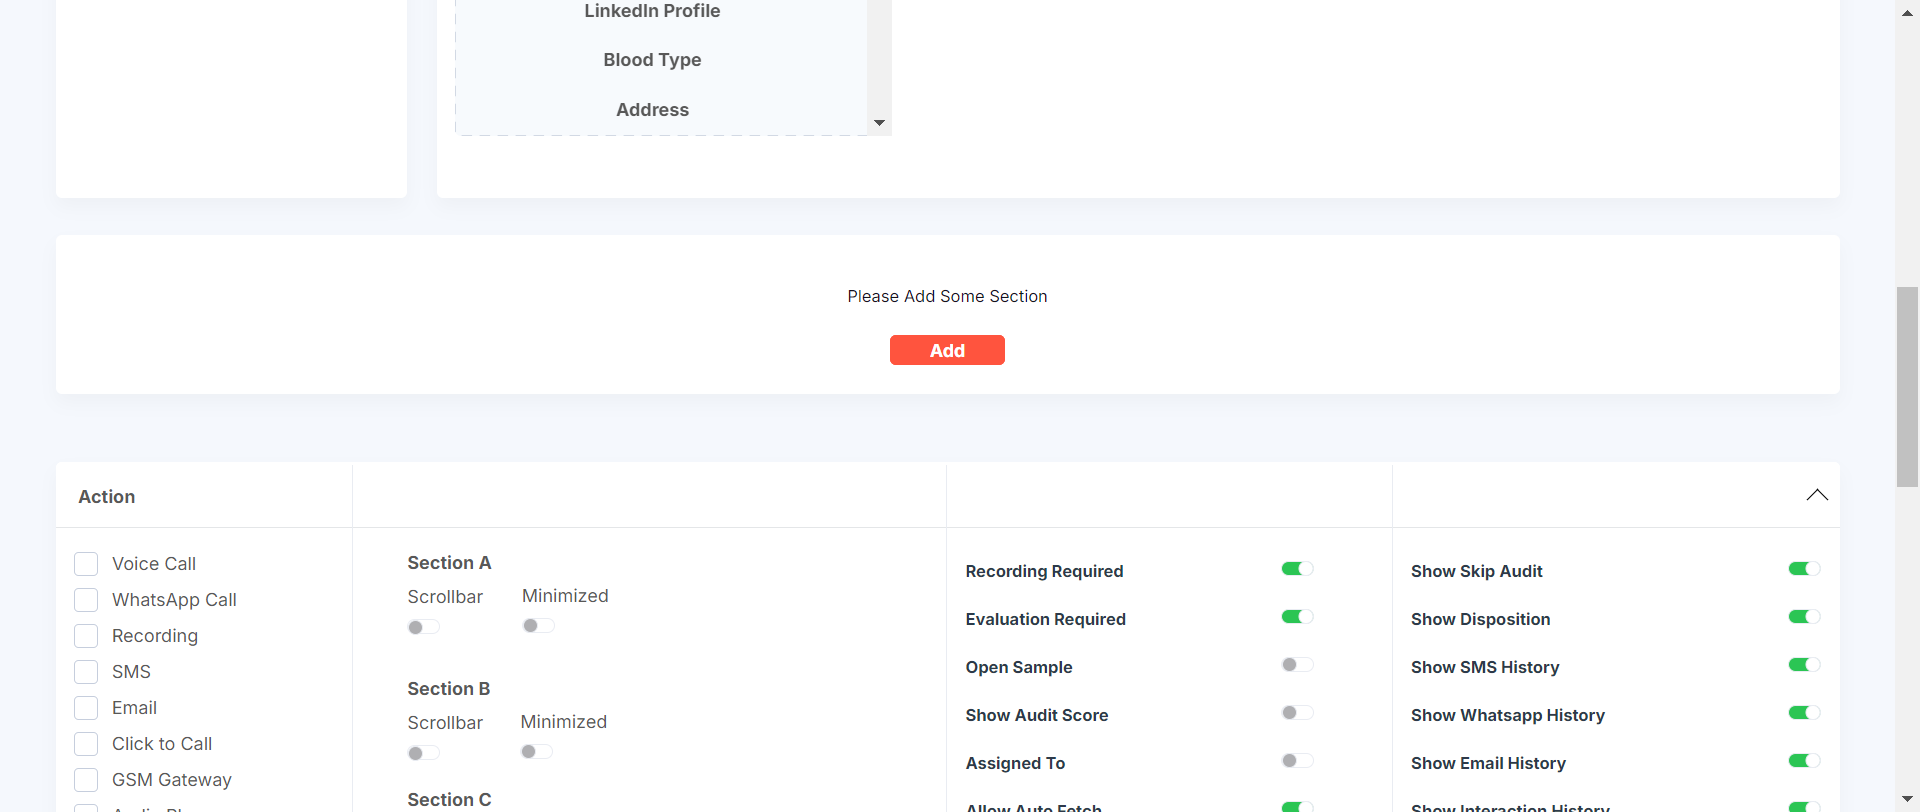 LinkedIn Profile
Blood Type
Address
Please Add Some Section
Add
Action
Voice Call
WhatsApp Call
Recording
SMS
Email
Click to Call
GSM Gateway
Section A
Scrollbar Minimized
Section B
Scrollbar Minimized
Section C
Recording Required
Evaluation Required
Open Sample
Show Audit Score
Assigned To
Allow Auto Fetch
Show Skip Audit
Show Disposition
Show SMS History
Show Whatsapp History
Show Email History
Show Interaction History